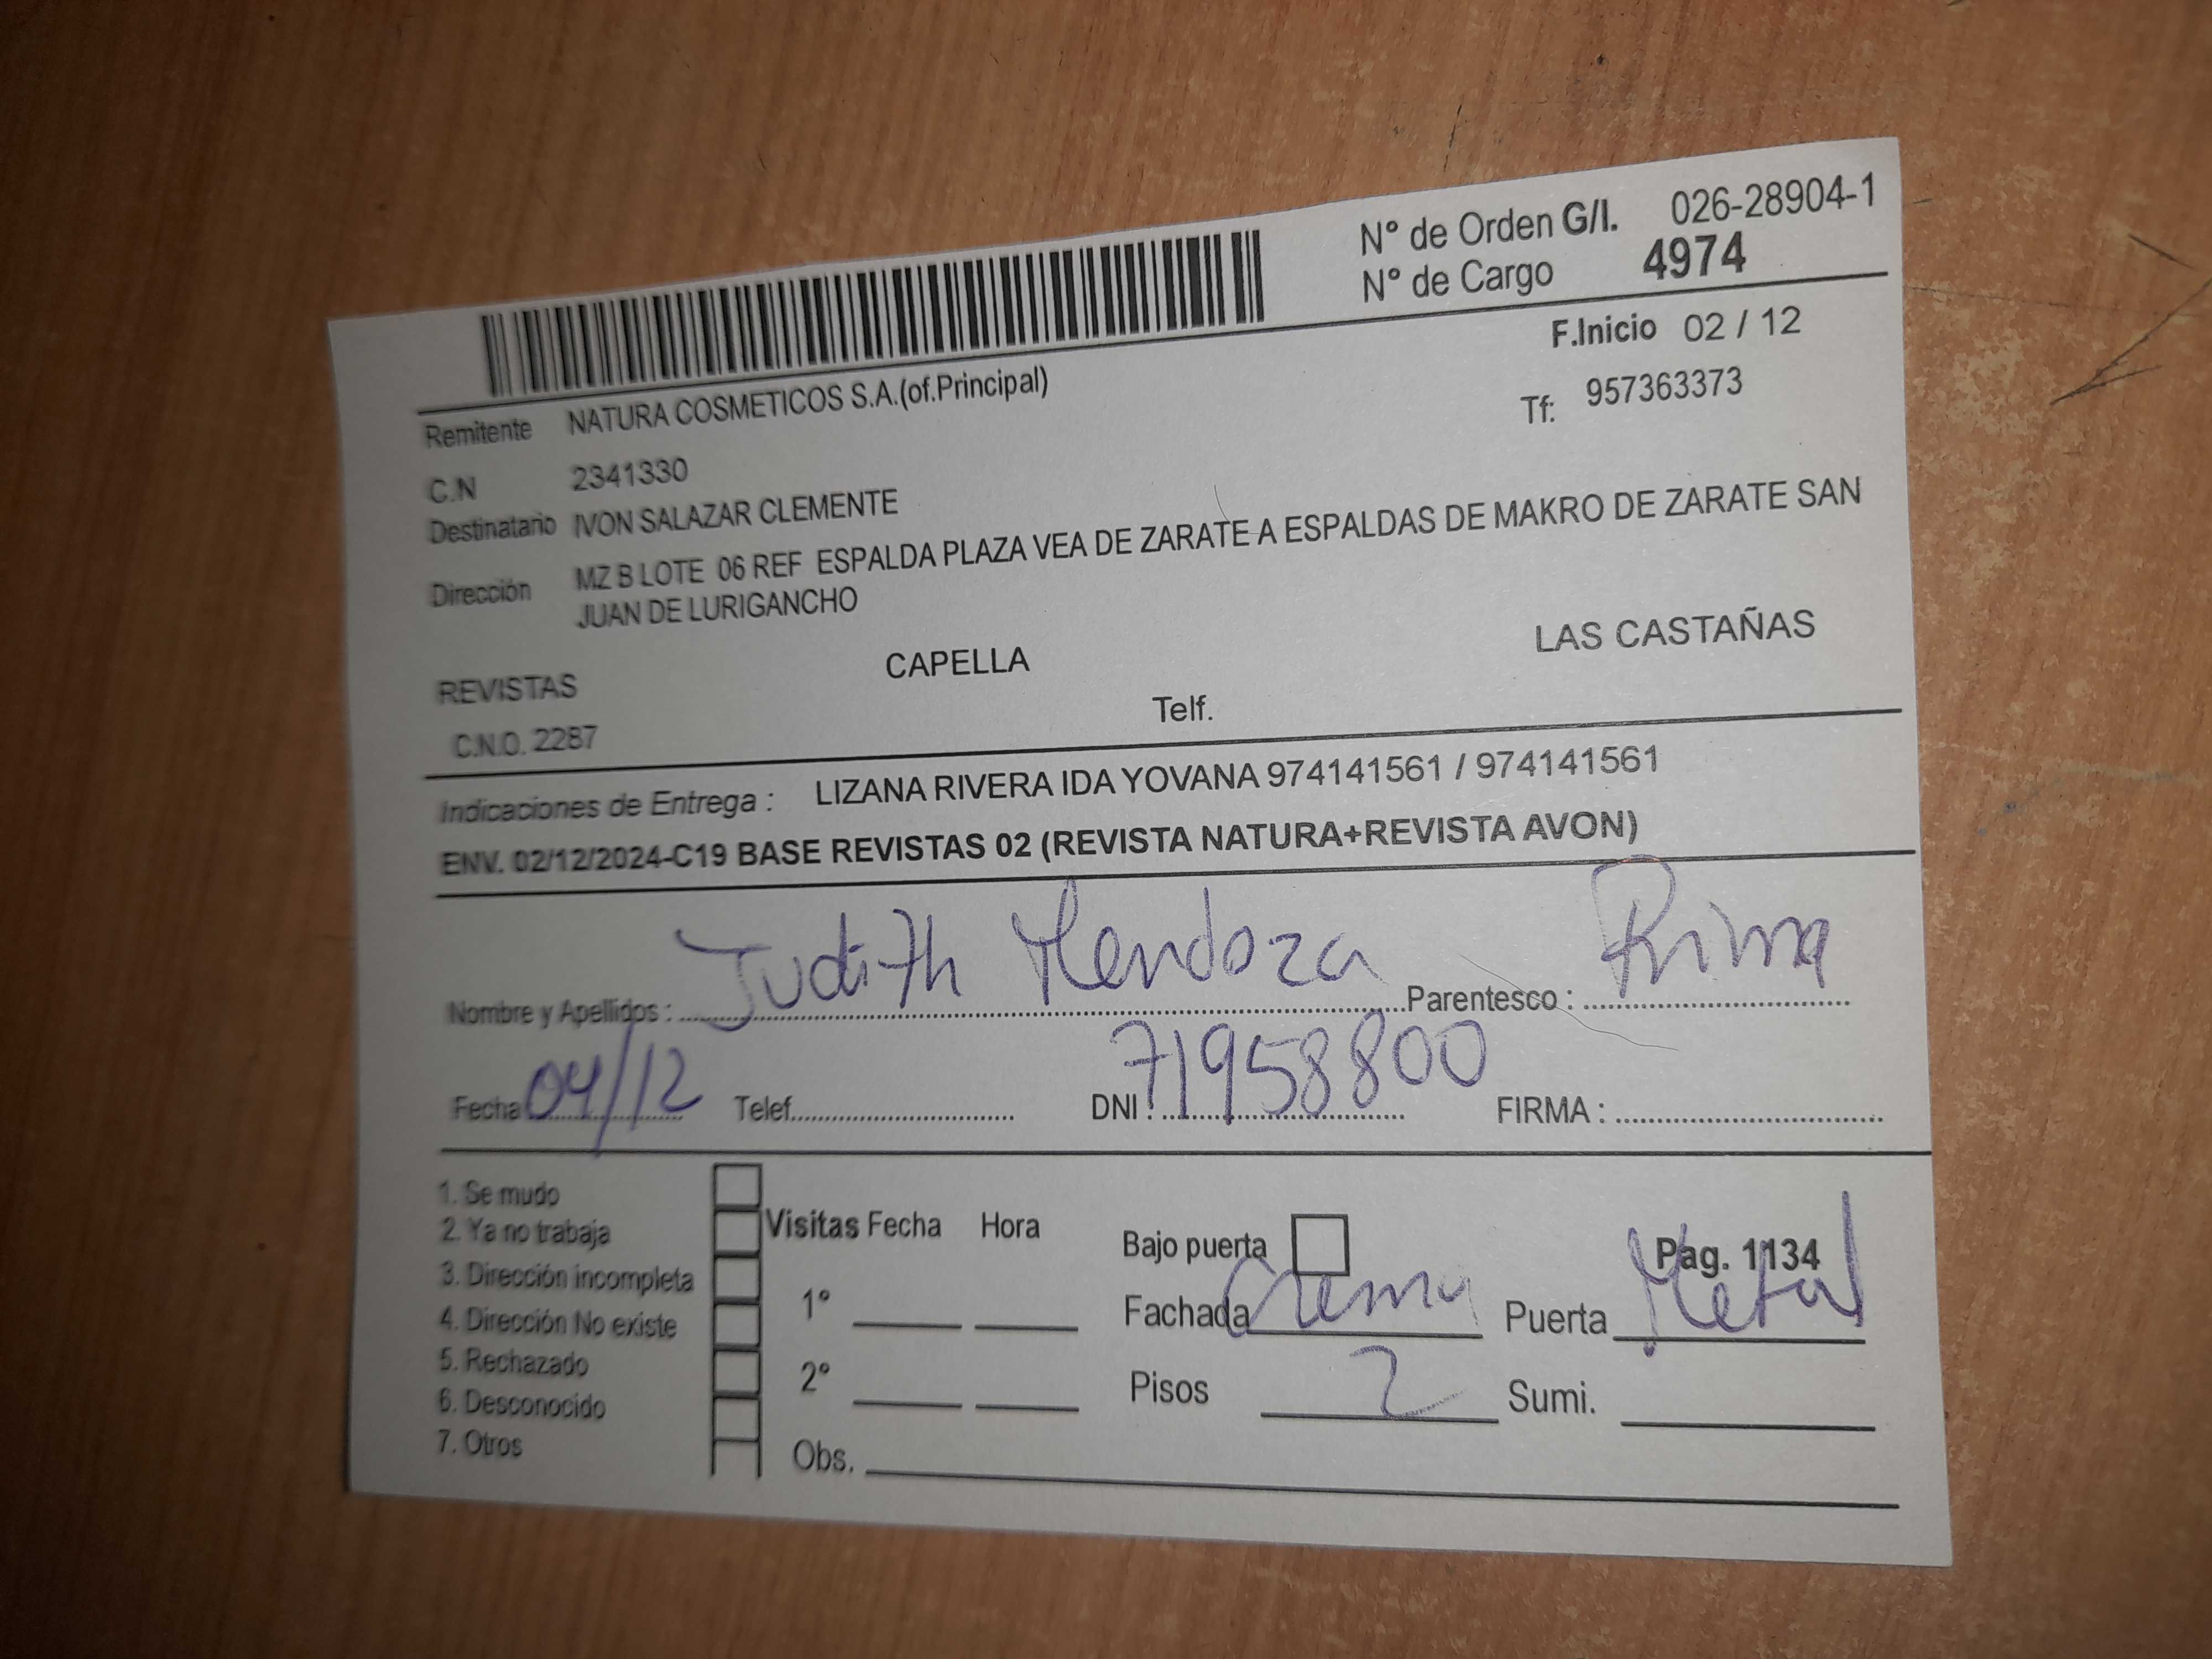 N° de Orden G/I. 026-28904-1
N° de Cargo 4974
F.Inicio 02 / 12
Remitente NATURA COSMETICOS S.A.(of.Principal)
Tf: 957363373
C.N 2341330
Destinatario IVON SALAZAR CLEMENTE
Dirección MZ B LOTE 06 REF ESPALDA PLAZA VEA DE ZARATE A ESPALDAS DE MAKRO DE ZARATE SAN
JUAN DE LURIGANCHO
REVISTAS CAPELLA LAS CASTAÑAS
C.N.O. 2287 Telf.
Indicaciones de Entrega : LIZANA RIVERA IDA YOVANA 974141561 / 974141561
ENV. 02/12/2024-C19 BASE REVISTAS 02 (REVISTA NATURA+REVISTA AVON)
Nombre y Apellidos : Judith Mendoza Parentesco : Prima
Fecha 04/12 Telef. DNI : 71958800 FIRMA :
1. Se mudo
2. Ya no trabaja
3. Dirección incompleta
4. Dirección No existe
5. Rechazado
6. Desconocido
7. Otros
Visitas Fecha Hora
1°
2°
Obs.
Bajo puerta Pag. 1134
Fachada Crema Puerta Metal
Pisos 2 Sumi.